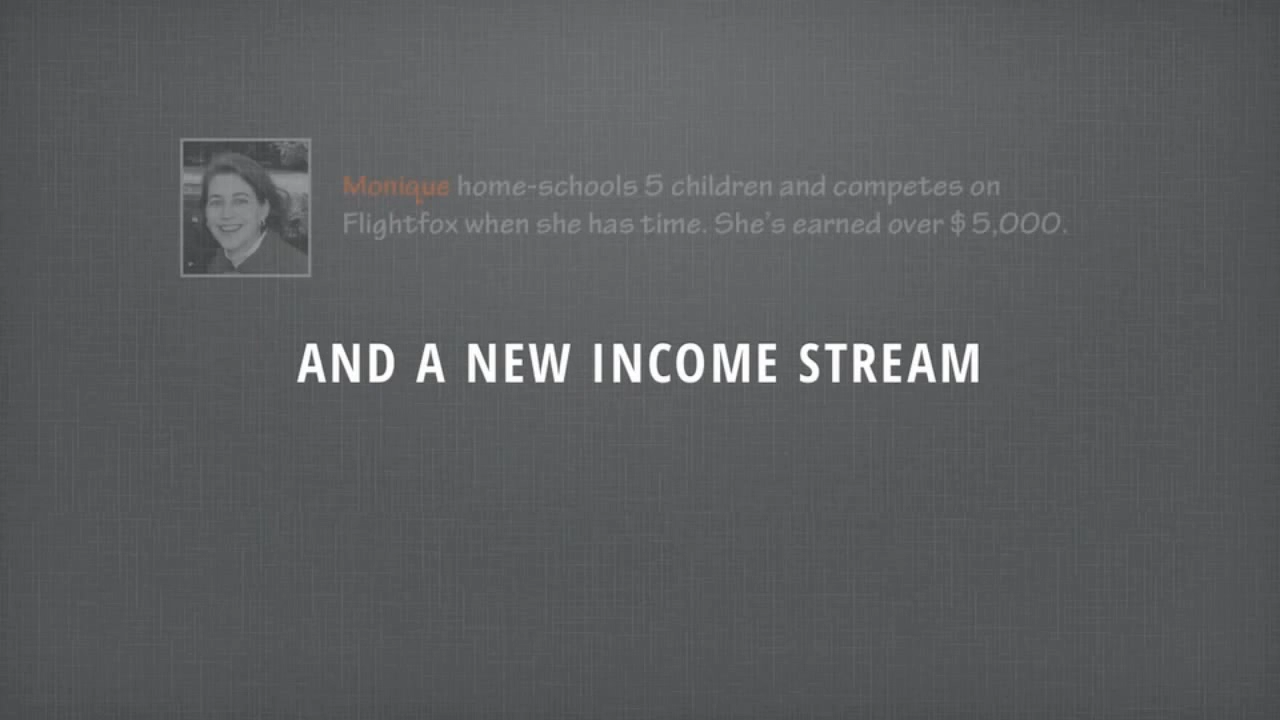 Monique home-schools 5 children and competes on
Flightfox when she has time. She's earned over $5,000.
AND A NEW INCOME STREAM